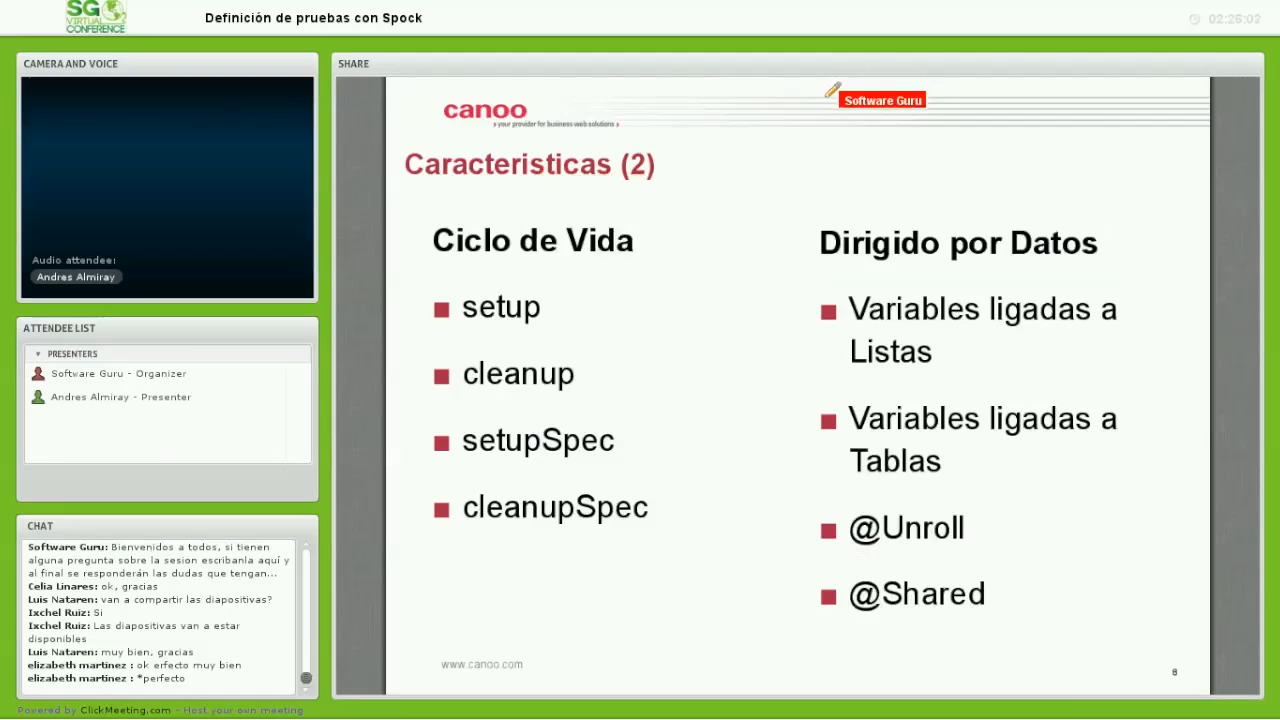 SG
VIRTUAL
CONFERENCE
Definición de pruebas con Spock
02:26:02
CAMERA AND VOICE
Audio attendee:
Andres Almiray
ATTENDEE LIST
PRESENTERS
Software Guru - Organizer
Andres Almiray - Presenter
CHAT
Software Guru: Bienvenidos a todos, si tienen
alguna pregunta sobre la sesion escribanla aquí y
al final se responderán las dudas que tengan...
Celia Linares: ok, gracias
Luis Nataren: van a compartir las diapositivas?
Ixchel Ruiz: Si
Ixchel Ruiz: Las diapositivas van a estar
disponibles
Luis Nataren: muy bien, gracias
elizabeth martinez : ok erfecto muy bien
elizabeth martinez : *perfecto
SHARE
canoo
your provider for business web solutions
Software Guru
Caracteristicas (2)
Ciclo de Vida
setup
cleanup
setupSpec
cleanupSpec
Dirigido por Datos
Variables ligadas a
Listas
Variables ligadas a
Tablas
@Unroll
@Shared
www.canoo.com
6
Powered by ClickMeeting.com - Host your own meeting